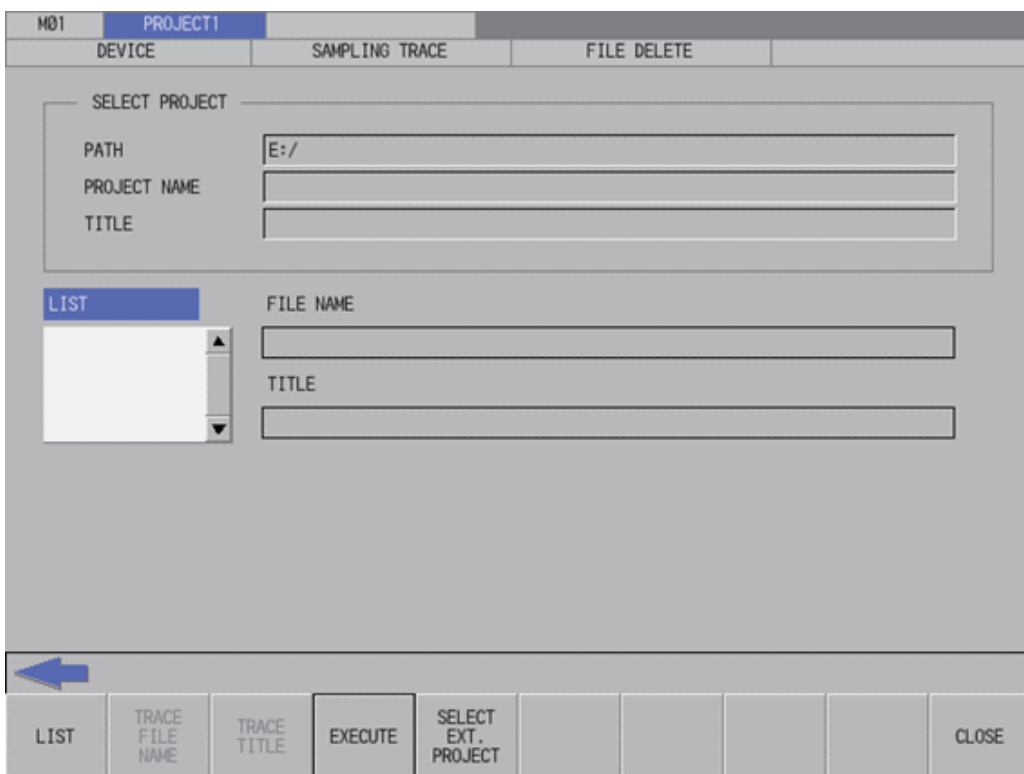 M01 PROJECT1
DEVICE SAMPLING TRACE FILE DELETE
SELECT PROJECT
PATH E:/
PROJECT NAME
TITLE
LIST FILE NAME
TITLE
LIST
TRACE
FILE
NAME
TRACE
TITLE
EXECUTE
SELECT
EXT.
PROJECT
CLOSE